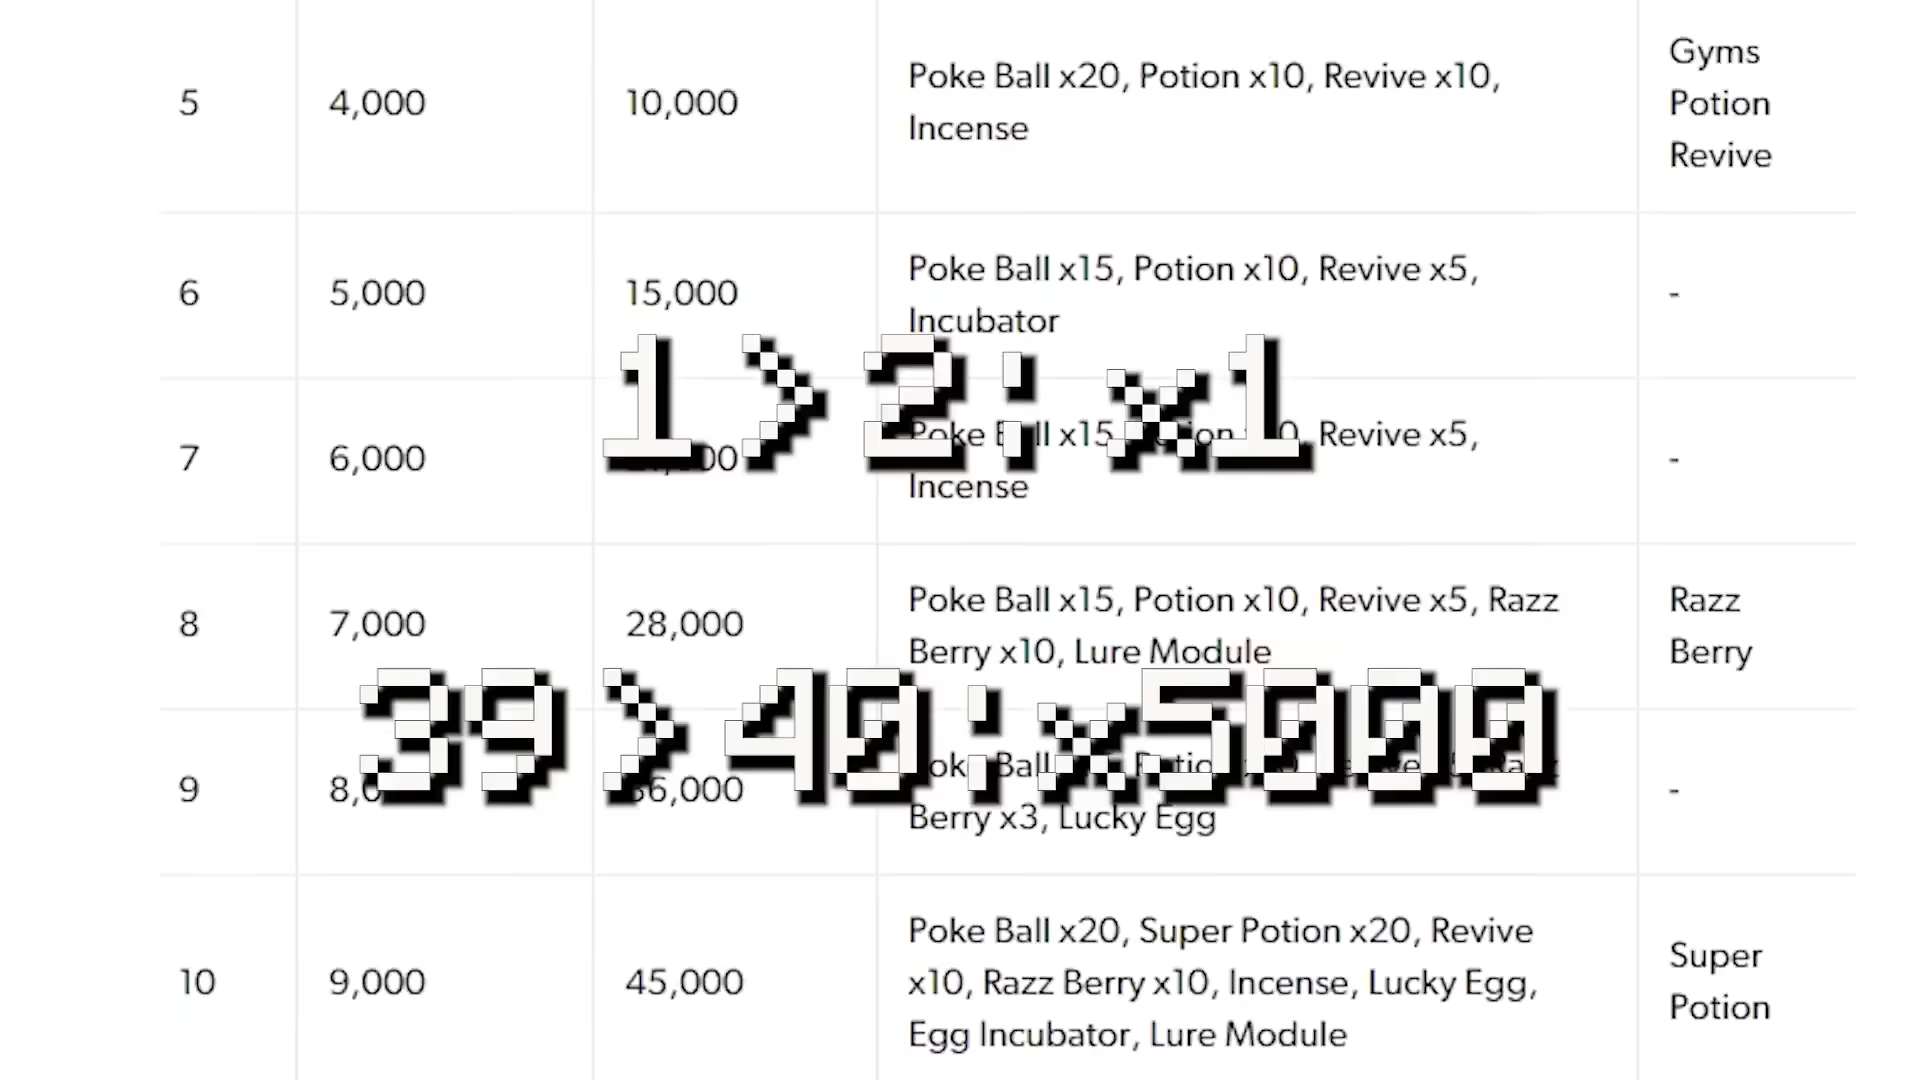 Gyms
5 4,000 10,000 Poke Ball x20, Potion x10, Revive x10, Potion
Incense Revive
6 5,000 15,000 Poke Ball x15, Potion x10, Revive x5, -
Incubator
1>2: x1
7 6,000 Poke Ball x15, Revive x5, -
Incense
8 7,000 28,000 Poke Ball x15, Potion x10, Revive x5, Razz Razz
Berry x10, Lure Module Berry
39>40:x5000
9 -
Berry x3, Lucky Egg
10 9,000 45,000 Poke Ball x20, Super Potion x20, Revive Super
x10, Razz Berry x10, Incense, Lucky Egg, Potion
Egg Incubator, Lure Module